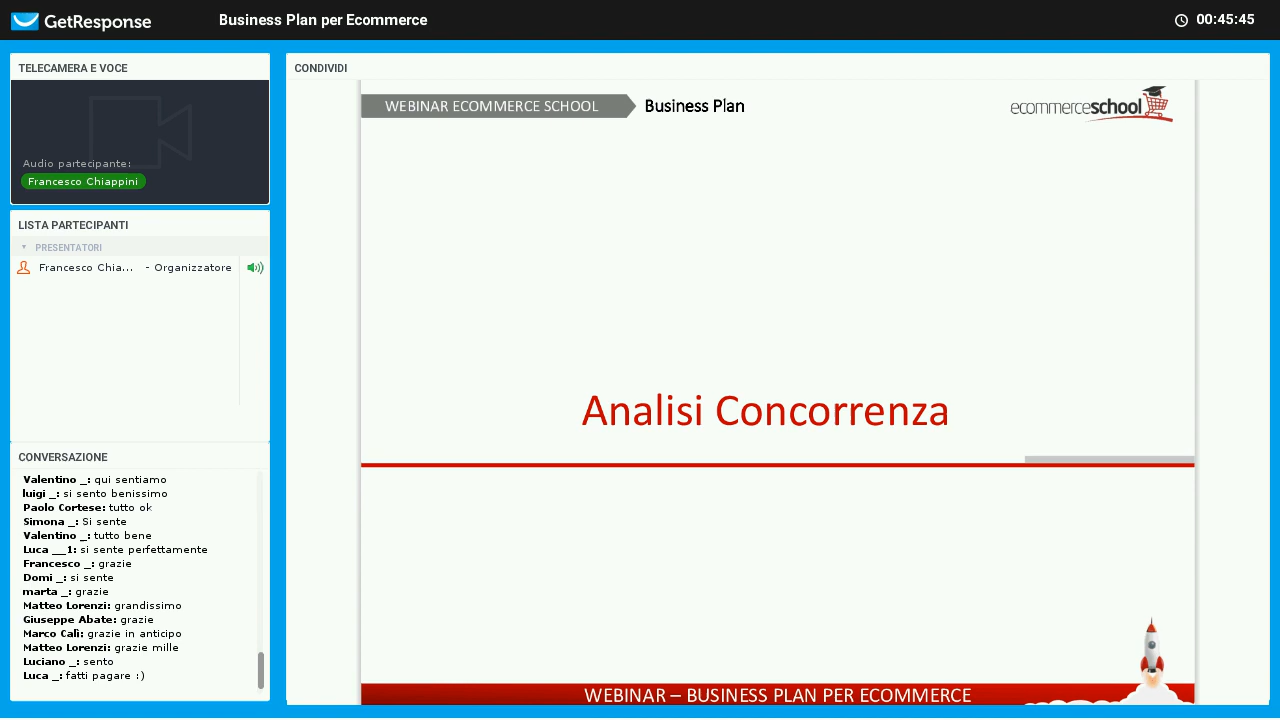 GetResponse
Business Plan per Ecommerce
00:45:45
TELECAMERA E VOCE
Audio partecipante:
Francesco Chiappini
LISTA PARTECIPANTI
PRESENTATORI
Francesco Chia... - Organizzatore
CONVERSAZIONE
Valentino _: qui sentiamo
luigi _: si sento benissimo
Paolo Cortese: tutto ok
Simona _: Si sente
Valentino _: tutto bene
Luca __1: si sente perfettamente
Francesco _: grazie
Domi _: si sente
marta _: grazie
Matteo Lorenzi: grandissimo
Giuseppe Abate: grazie
Marco Calì: grazie in anticipo
Matteo Lorenzi: grazie mille
Luciano _: sento
Luca _: fatti pagare :)
CONDIVIDI
WEBINAR ECOMMERCE SCHOOL
Business Plan
ecommerceschool
Analisi Concorrenza
WEBINAR – BUSINESS PLAN PER ECOMMERCE